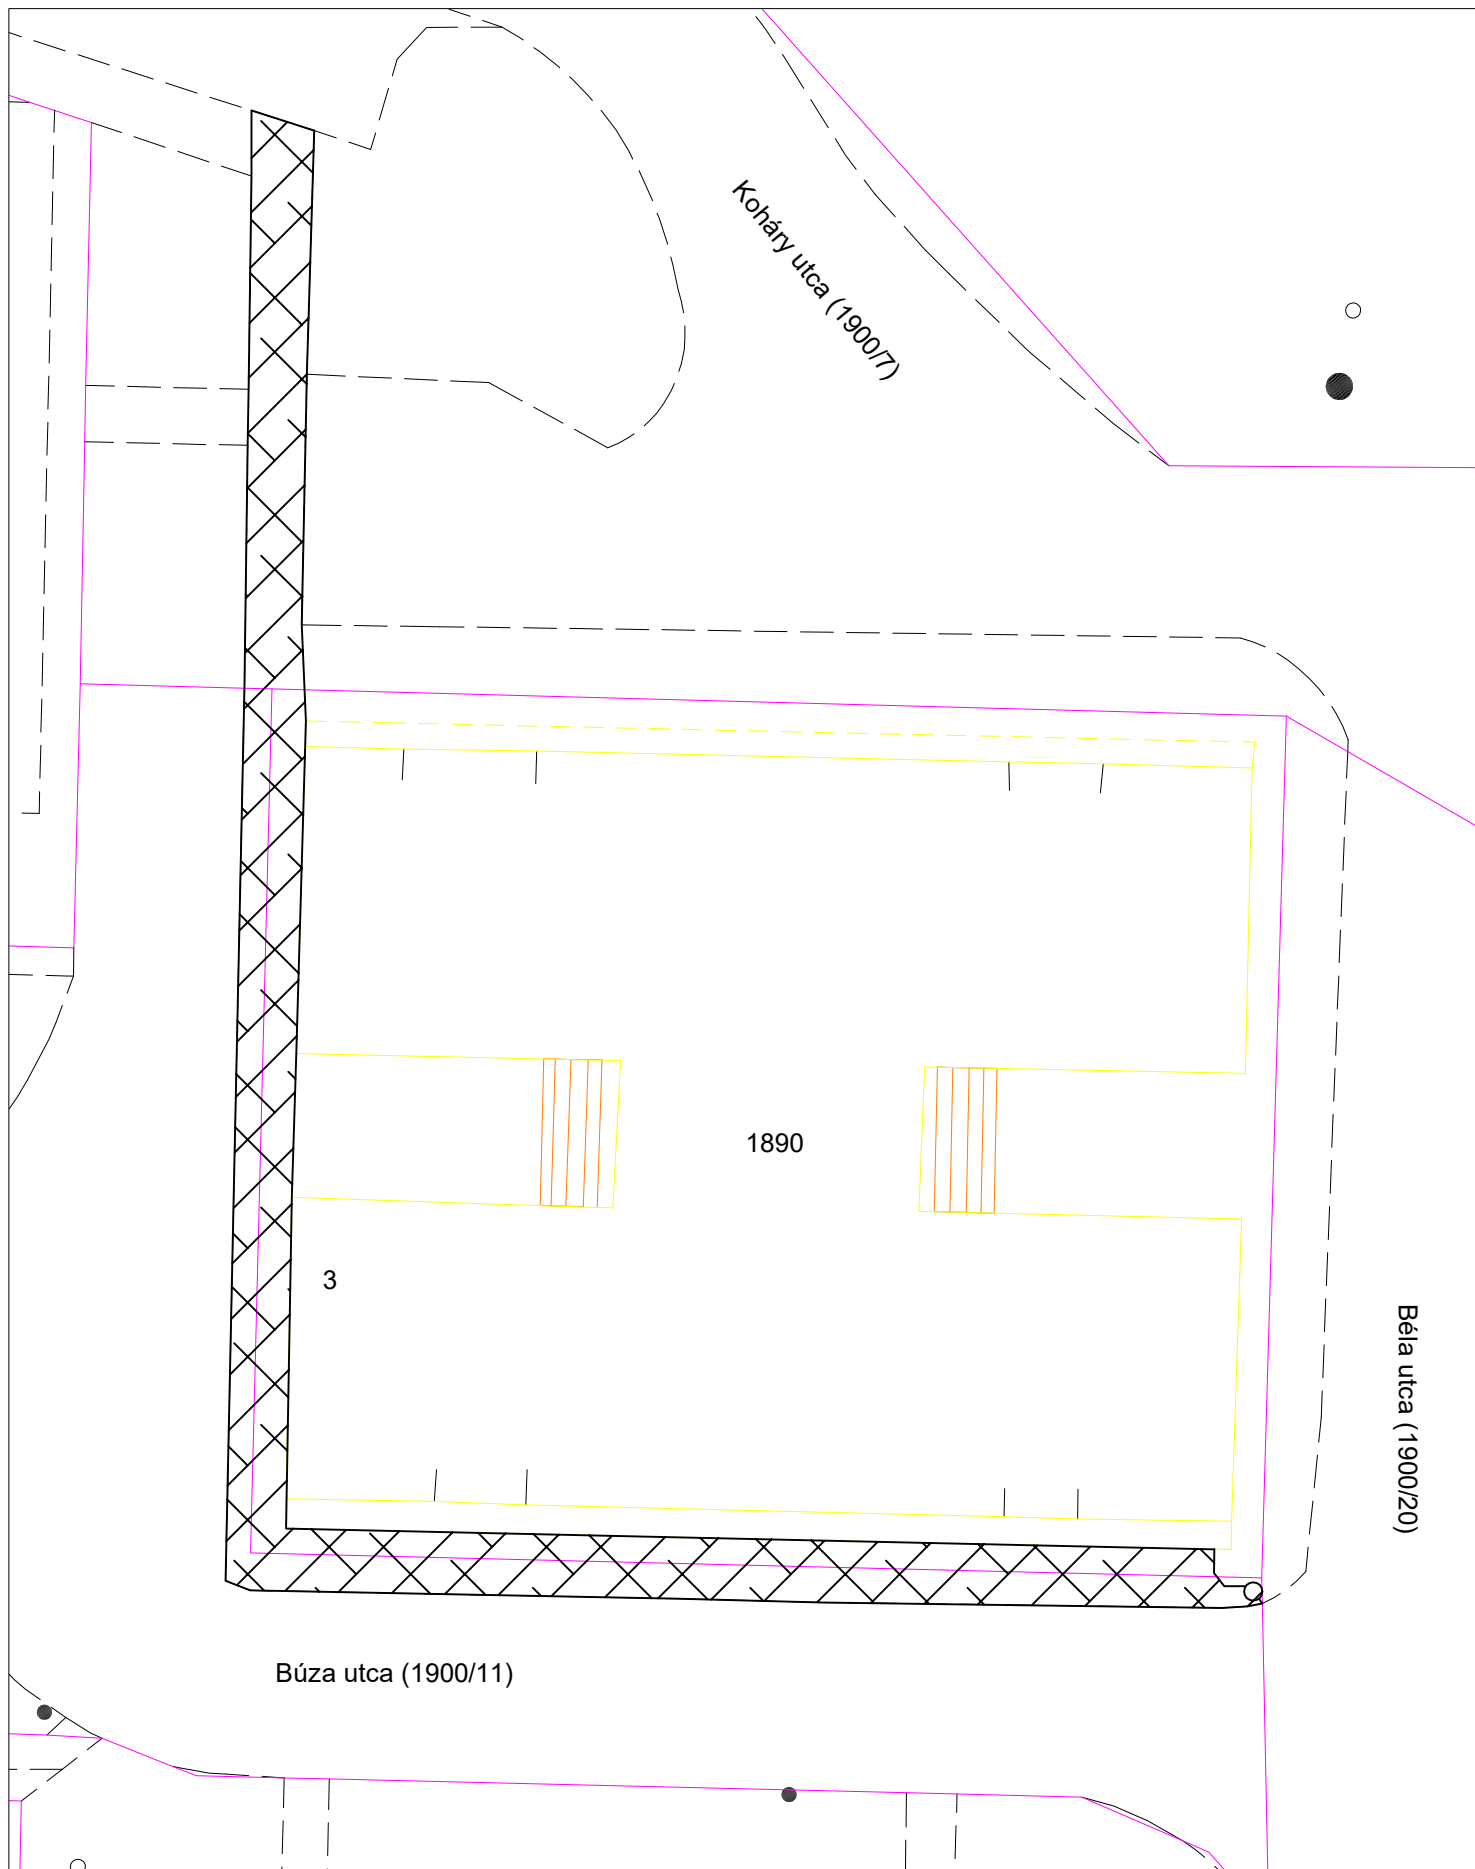 Koháry utca (1900/7)
1890
3
Béla utca (1900/20)
Búza utca (1900/11)